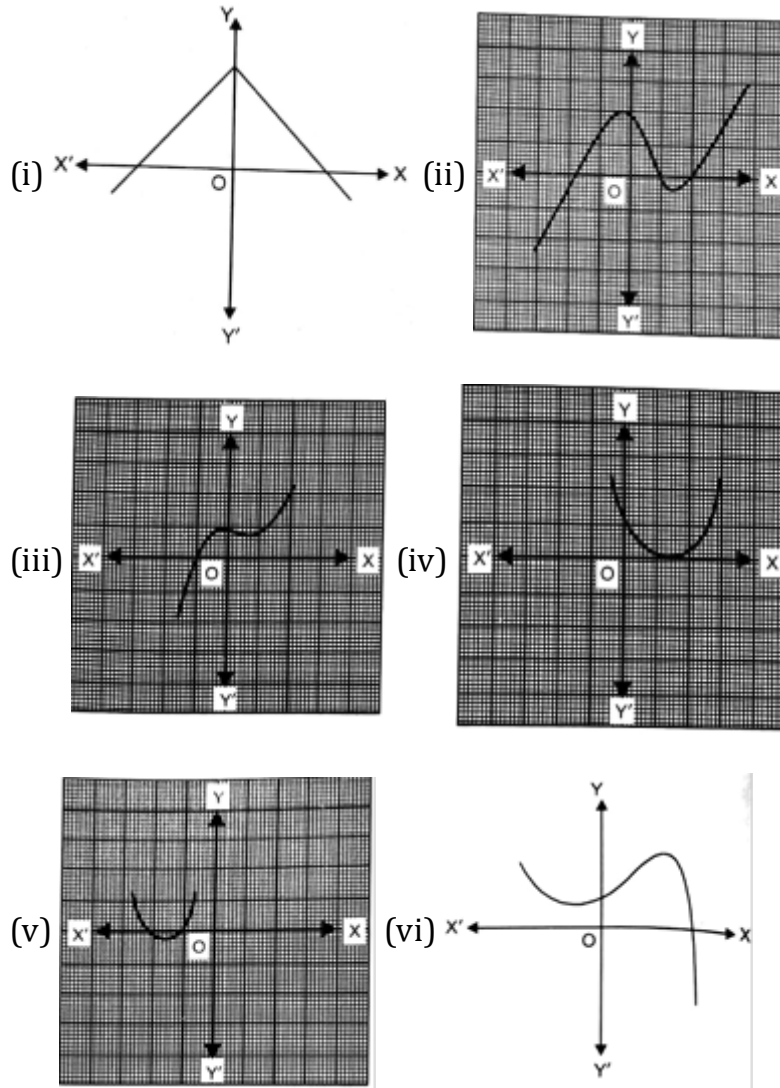 (i) Y X' O X Y'
(ii) Y X' O X Y'
(iii) Y X' O X Y'
(iv) Y X' O X Y'
(v) Y X' O X Y'
(vi) Y X' O X Y'